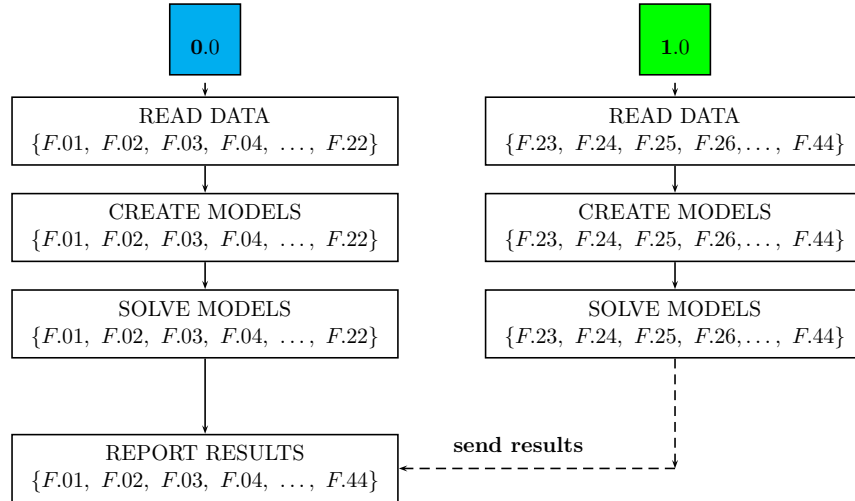 0.0
READ DATA
{F.01, F.02, F.03, F.04, ..., F.22}
CREATE MODELS
{F.01, F.02, F.03, F.04, ..., F.22}
SOLVE MODELS
{F.01, F.02, F.03, F.04, ..., F.22}
REPORT RESULTS
{F.01, F.02, F.03, F.04, ..., F.44}
1.0
READ DATA
{F.23, F.24, F.25, F.26,..., F.44}
CREATE MODELS
{F.23, F.24, F.25, F.26,..., F.44}
SOLVE MODELS
{F.23, F.24, F.25, F.26,..., F.44}
send results